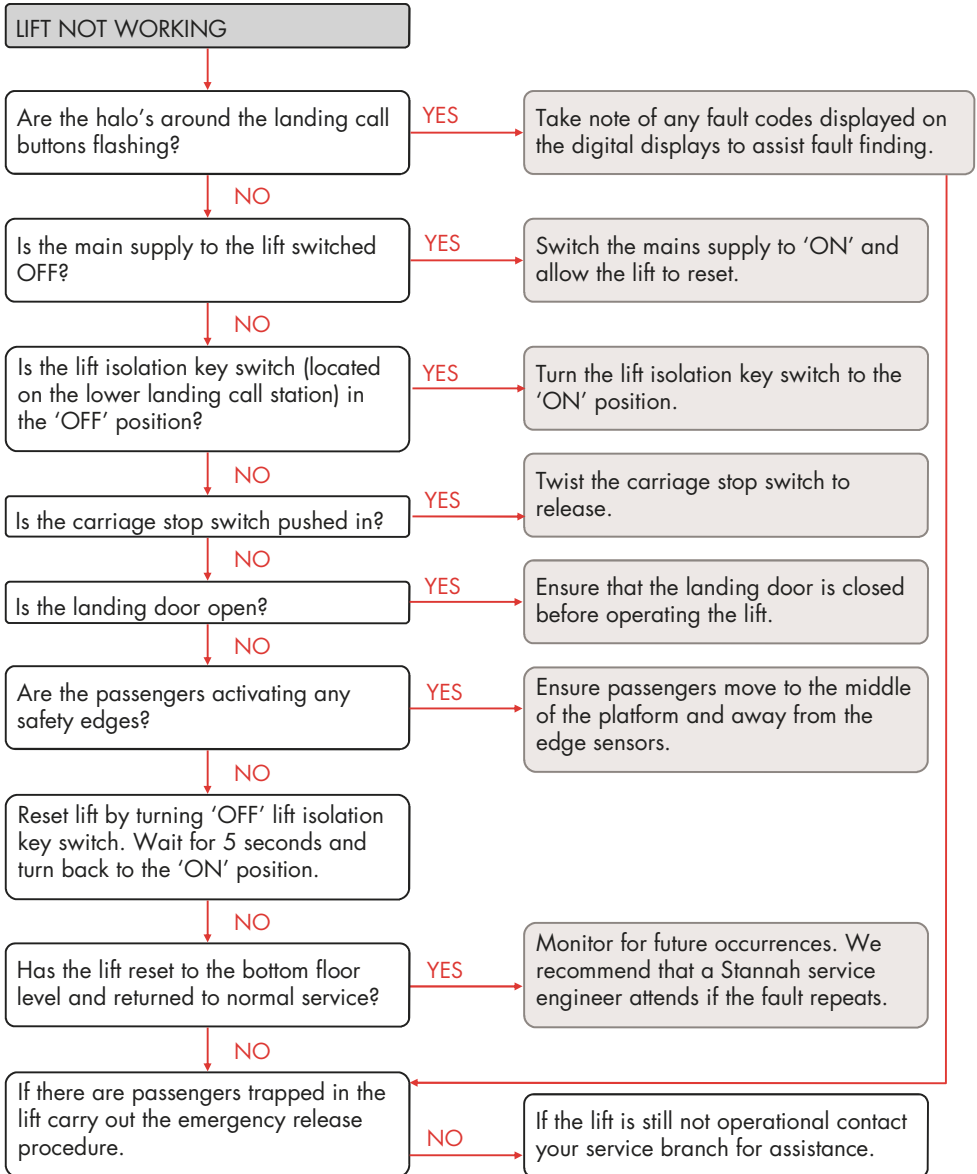 LIFT NOT WORKING
Are the halo's around the landing call
buttons flashing?
YES
Take note of any fault codes displayed on
the digital displays to assist fault finding.
NO
Is the main supply to the lift switched
OFF?
YES
Switch the mains supply to ‘ON’ and
allow the lift to reset.
NO
Is the lift isolation key switch (located
on the lower landing call station) in
the ‘OFF’ position?
YES
Turn the lift isolation key switch to the
‘ON’ position.
NO
Is the carriage stop switch pushed in?
YES
Twist the carriage stop switch to
release.
NO
Is the landing door open?
YES
Ensure that the landing door is closed
before operating the lift.
NO
Are the passengers activating any
safety edges?
YES
Ensure passengers move to the middle
of the platform and away from the
edge sensors.
NO
Reset lift by turning ‘OFF’ lift isolation
key switch. Wait for 5 seconds and
turn back to the ‘ON’ position.
NO
Has the lift reset to the bottom floor
level and returned to normal service?
YES
Monitor for future occurrences. We
recommend that a Stannah service
engineer attends if the fault repeats.
NO
If there are passengers trapped in the
lift carry out the emergency release
procedure.
NO
If the lift is still not operational contact
your service branch for assistance.